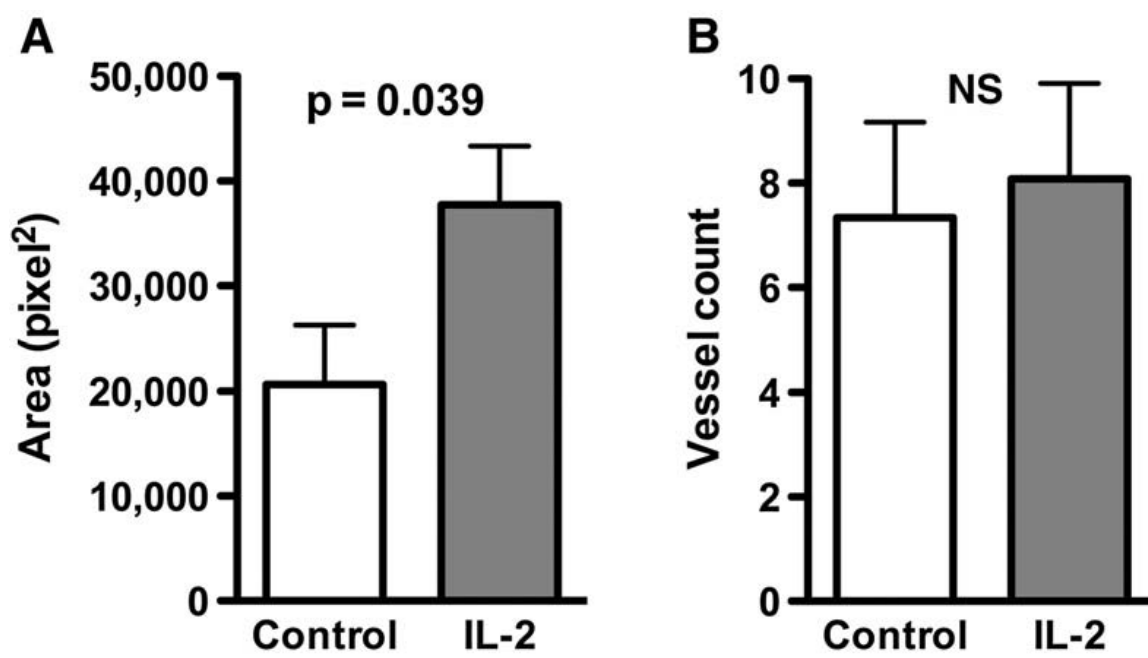 A
Area (pixel²)
50,000
40,000
30,000
20,000
10,000
0
p = 0.039
Control
IL-2
B
Vessel count
10
8
6
4
2
0
NS
Control
IL-2